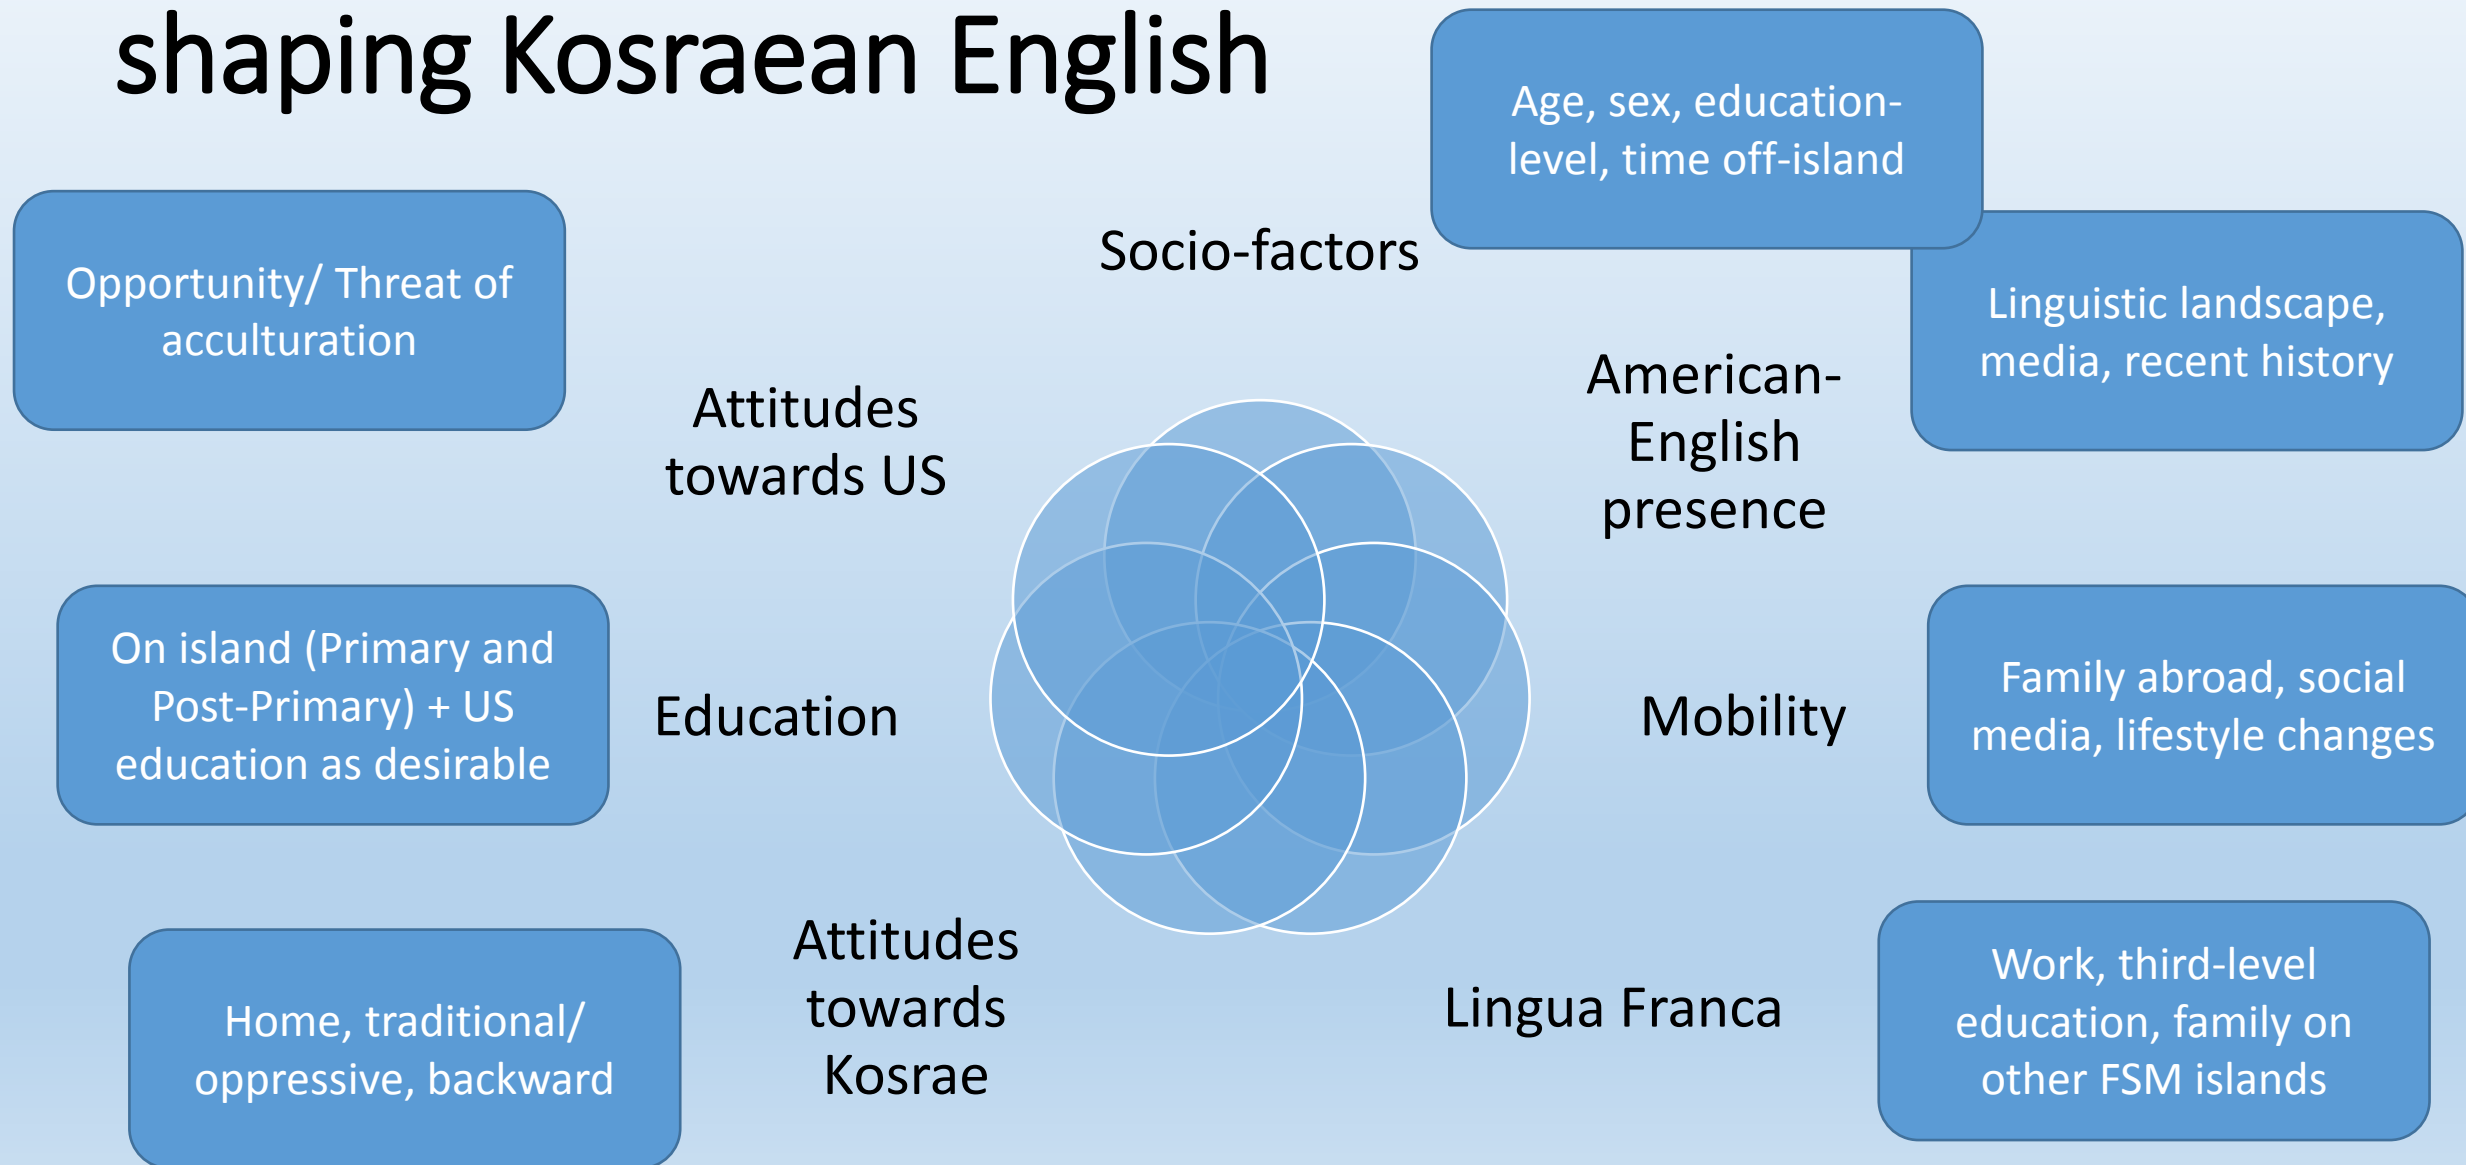 shaping Kosraean English
Age, sex, education-
level, time off-island
Socio-factors
Opportunity/ Threat of
acculturation
Linguistic landscape,
media, recent history
American-
English
presence
Attitudes
towards US
On island (Primary and
Post-Primary) + US
education as desirable
Education
Mobility
Family abroad, social
media, lifestyle changes
Home, traditional/
oppressive, backward
Attitudes
towards
Kosrae
Lingua Franca
Work, third-level
education, family on
other FSM islands